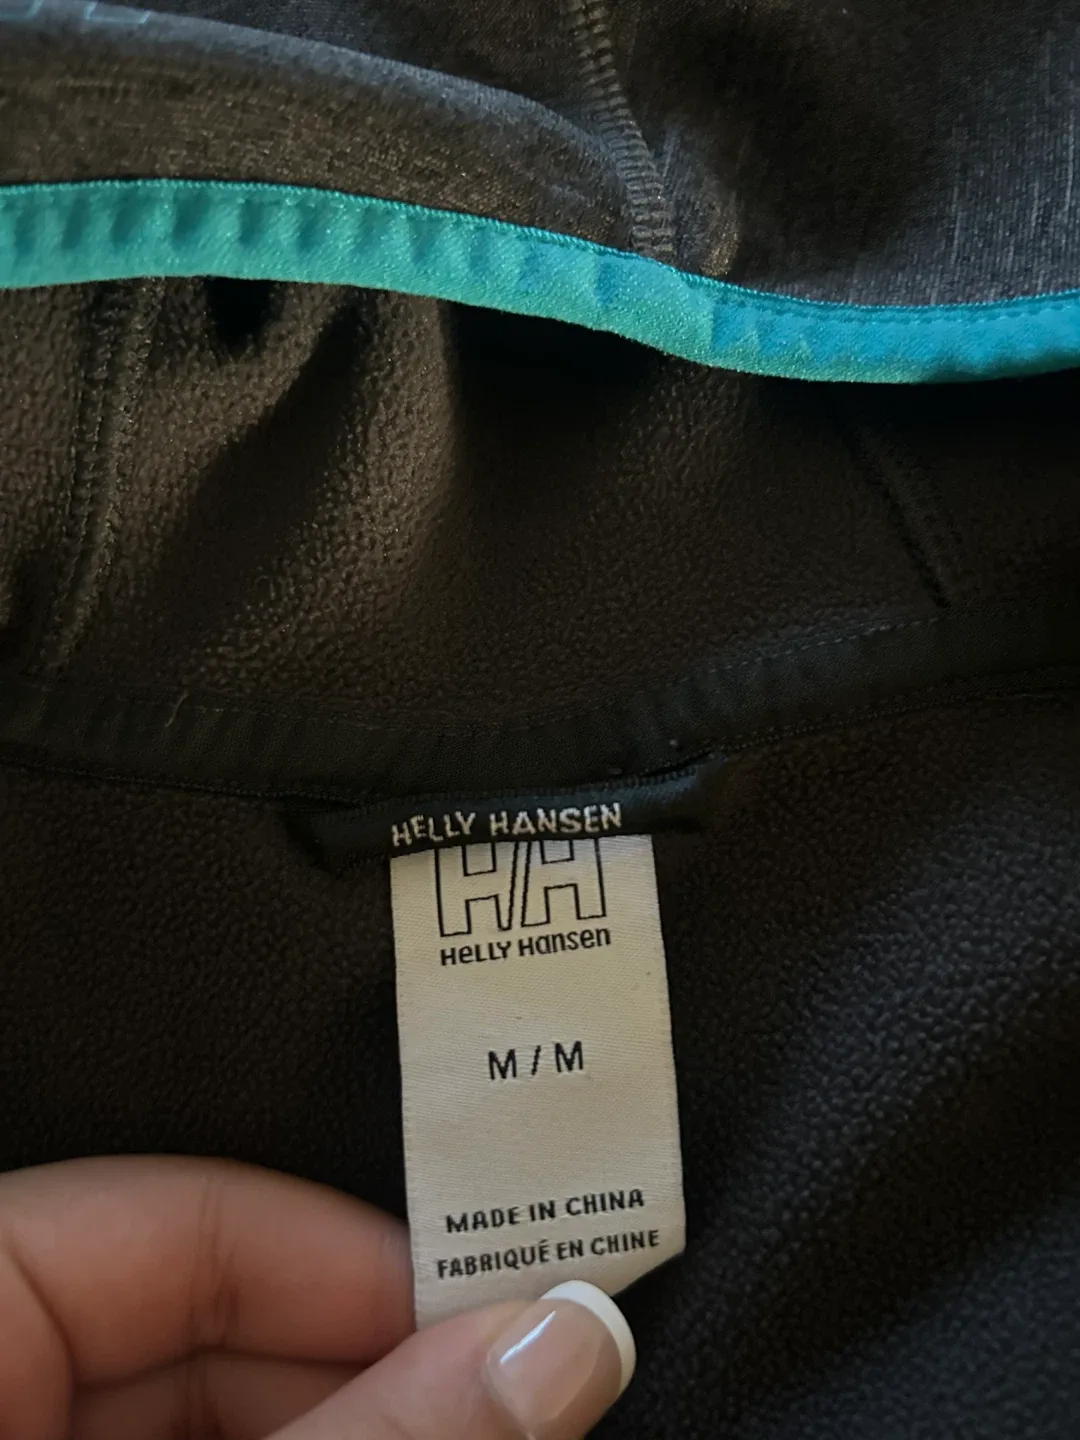 HELLY HANSEN
HH
HELLY HANSEN
M / M
MADE IN CHINA
FABRIQUÉ EN CHINE